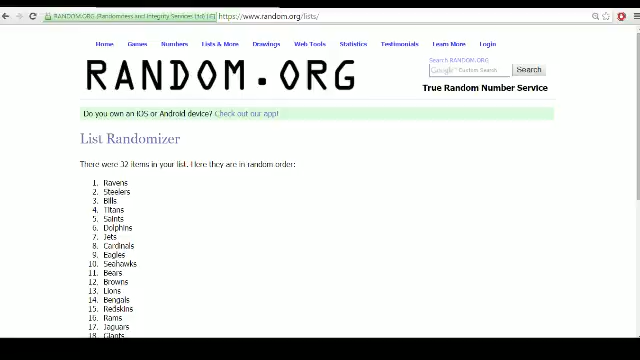 RANDOM.ORG (Randomness and Integrity Services Ltd) [IE] https://www.random.org/lists/
Home Games Numbers Lists & More Drawings Web Tools Statistics Testimonials Learn More Login
RANDOM.ORG
Search RANDOM.ORG
Google™ Custom Search Search
True Random Number Service
Do you own an iOS or Android device? Check out our app!
List Randomizer
There were 32 items in your list. Here they are in random order:
1. Ravens
2. Steelers
3. Bills
4. Titans
5. Saints
6. Dolphins
7. Jets
8. Cardinals
9. Eagles
10. Seahawks
11. Bears
12. Browns
13. Lions
14. Bengals
15. Redskins
16. Rams
17. Jaguars
18. Giants